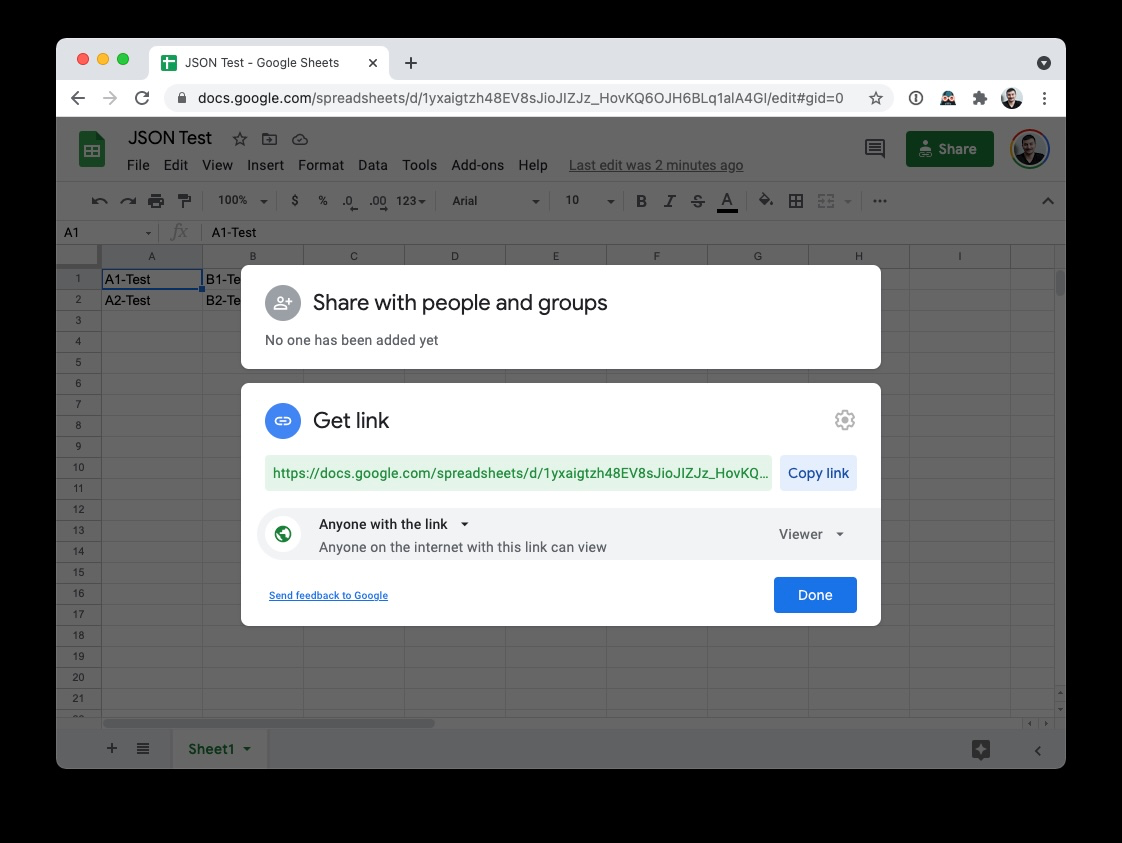 JSON Test - Google Sheets
docs.google.com/spreadsheets/d/1yxaigtzh48EV8sJioJIZJz_HovKQ6OJH6BLq1alA4GI/edit#gid=0
JSON Test
Share
File Edit View Insert Format Data Tools Add-ons Help Last edit was 2 minutes ago
100% $ % .0 .00 123 Arial 10 B I S A
A1 fx A1-Test
A B C D E F G H I
1 A1-Test B1-Te
2 A2-Test B2-Te
3
4
5
6
7
8
9
10
11
12
13
14
15
16
17
18
19
20
21
Share with people and groups
No one has been added yet
Get link
https://docs.google.com/spreadsheets/d/1yxaigtzh48EV8sJioJIZJz_HovKQ... Copy link
Anyone with the link
Anyone on the internet with this link can view
Viewer
Send feedback to Google
Done
Sheet1